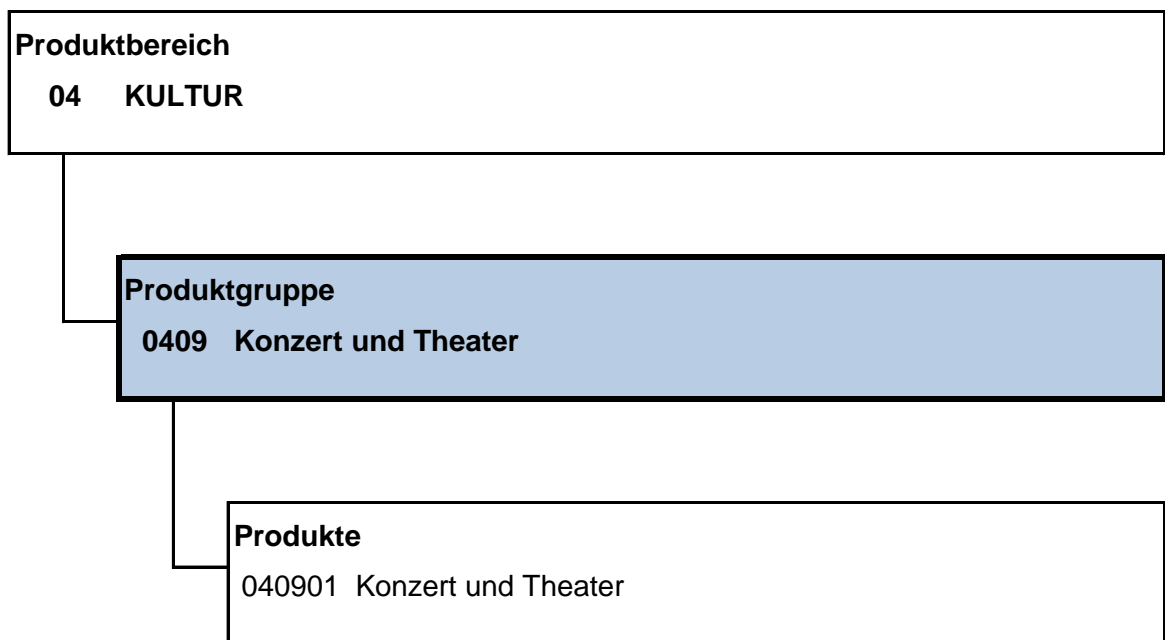 Produktbereich
04 KULTUR
Produktgruppe
0409 Konzert und Theater
Produkte
040901 Konzert und Theater